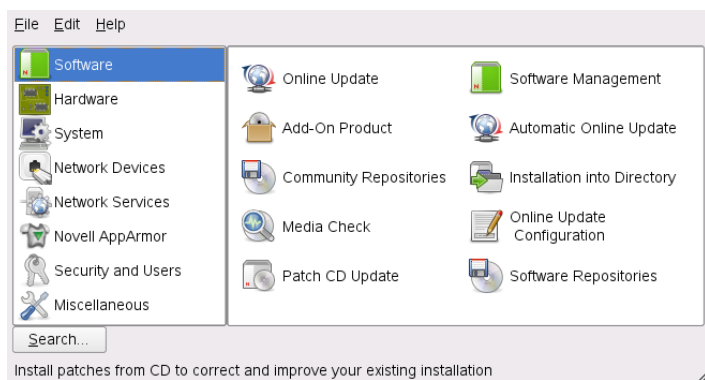 File Edit Help
Software
Hardware
System
Network Devices
Network Services
Novell AppArmor
Security and Users
Miscellaneous
Online Update
Software Management
Add-On Product
Automatic Online Update
Community Repositories
Installation into Directory
Media Check
Online Update
Configuration
Patch CD Update
Software Repositories
Search...
Install patches from CD to correct and improve your existing installation